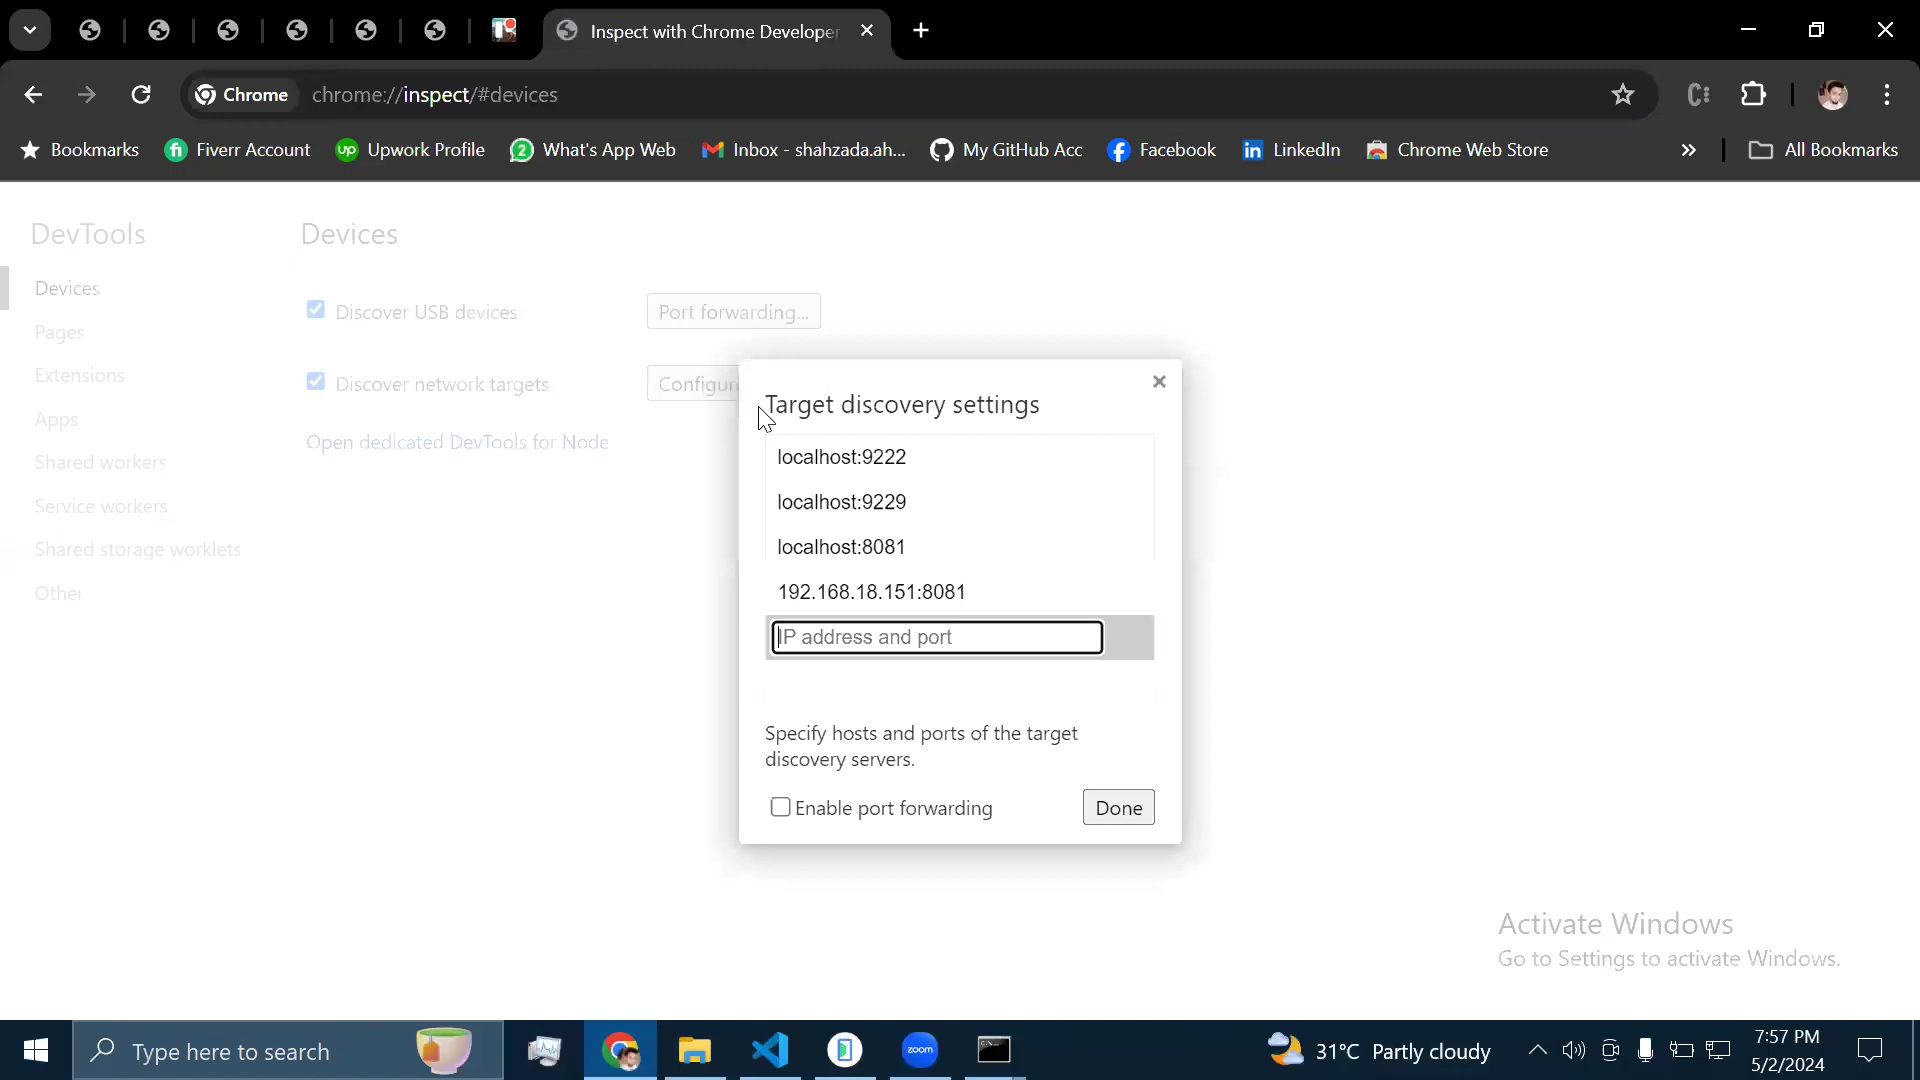 Inspect with Chrome Developer
Chrome
chrome://inspect/#devices
Bookmarks
Fiverr Account
Upwork Profile
What's App Web
Inbox - shahzada.ah...
My GitHub Acc
Facebook
LinkedIn
Chrome Web Store
All Bookmarks
DevTools
Devices
Pages
Extensions
Apps
Shared workers
Service workers
Shared storage worklets
Other
Devices
Discover USB devices
Port forwarding...
Discover network targets
Configur
Open dedicated DevTools for Node
Target discovery settings
localhost:9222
localhost:9229
localhost:8081
192.168.18.151:8081
IP address and port
Specify hosts and ports of the target
discovery servers.
Enable port forwarding
Done
Activate Windows
Go to Settings to activate Windows.
Type here to search
zoom
31°C Partly cloudy
7:57 PM
5/2/2024